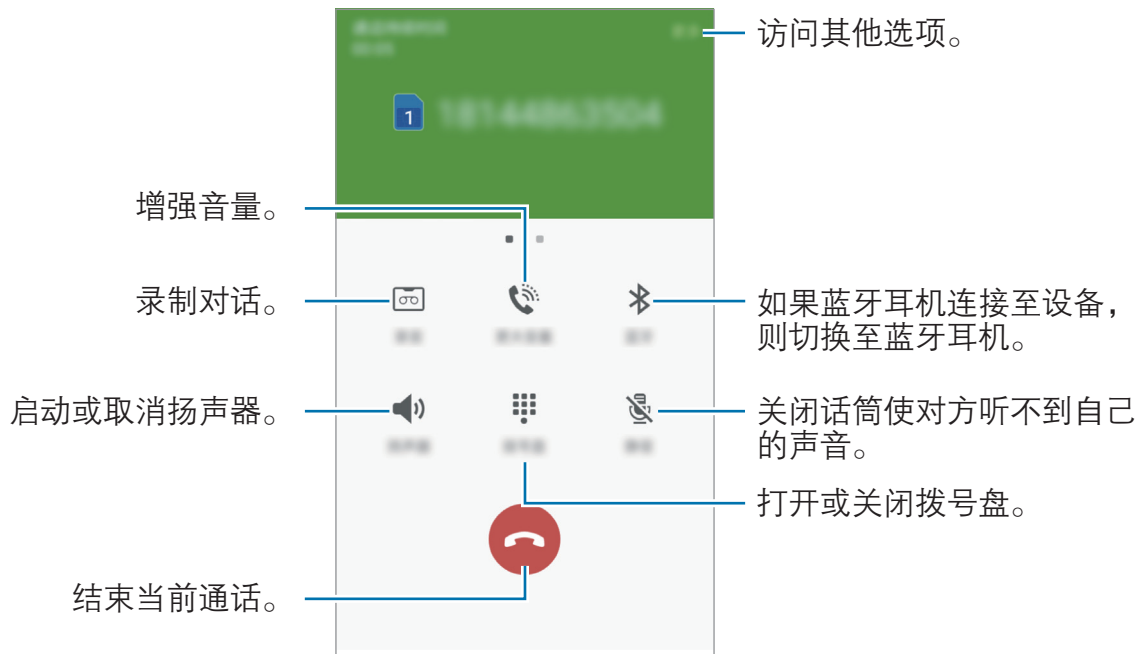 访问其他选项。
1
增强音量。
录制对话。
如果蓝牙耳机连接至设备，
则切换至蓝牙耳机。
启动或取消扬声器。
关闭话筒使对方听不到自己
的声音。
打开或关闭拨号盘。
结束当前通话。